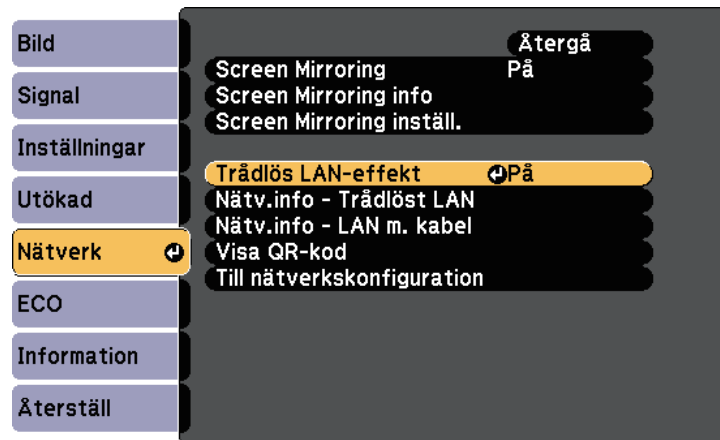 Bild
Signal
Inställningar
Utökad
Nätverk
ECO
Information
Återställ
Återgå
Screen Mirroring På
Screen Mirroring info
Screen Mirroring inställ.
Trådlös LAN-effekt På
Nätv.info - Trådlöst LAN
Nätv.info - LAN m. kabel
Visa QR-kod
Till nätverkskonfiguration